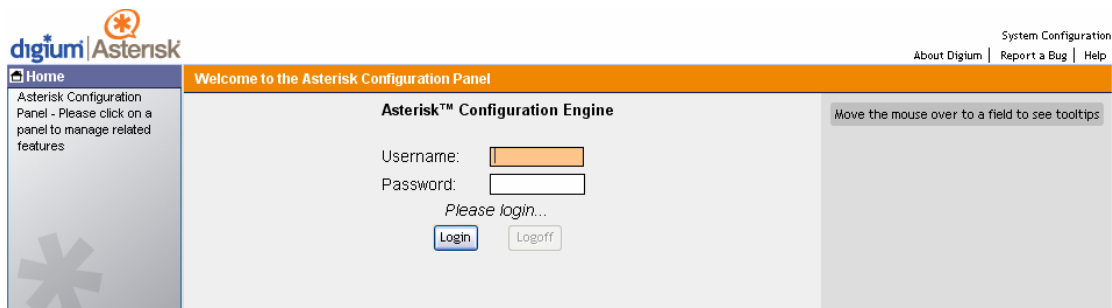 digium Asterisk
System Configuration
About Digium | Report a Bug | Help
Home
Asterisk Configuration
Panel - Please click on a
panel to manage related
features
Welcome to the Asterisk Configuration Panel
Asterisk™ Configuration Engine
Username:
Password:
Please login...
Login Logoff
Move the mouse over to a field to see tooltips